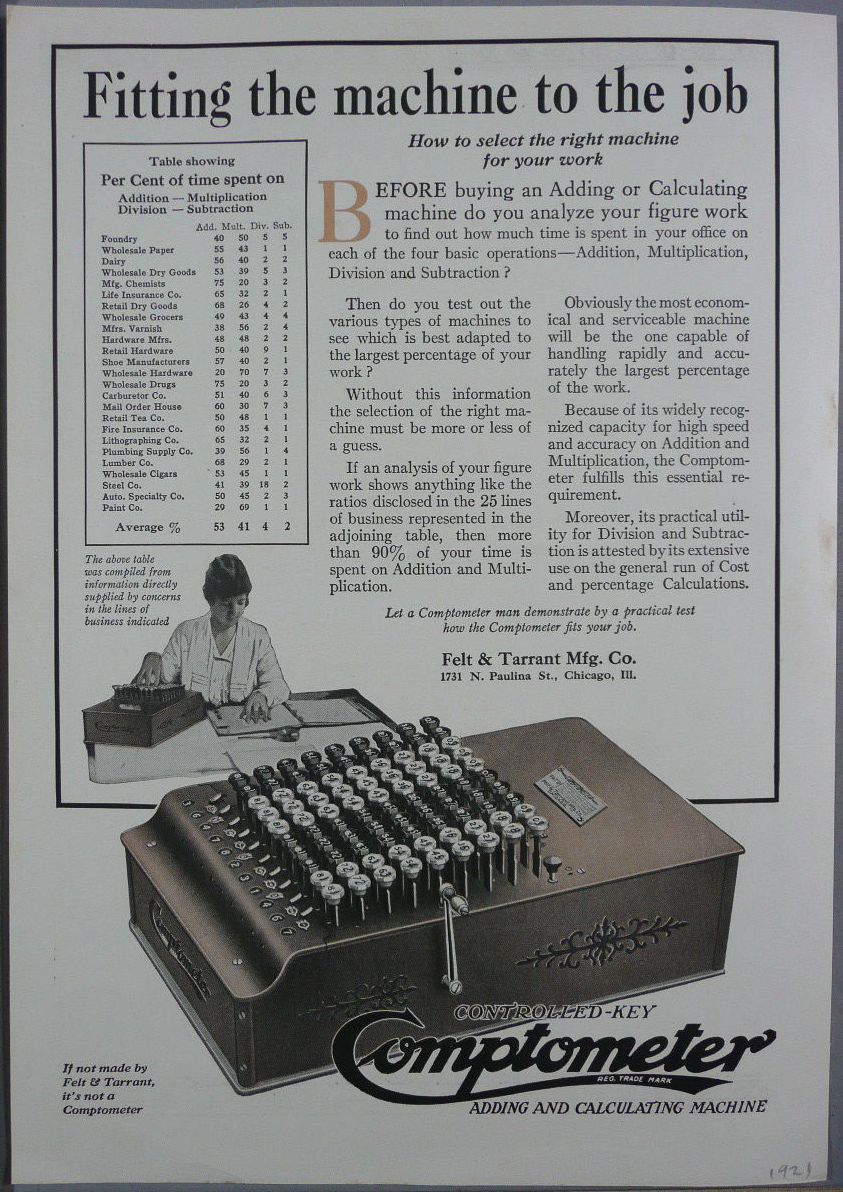 Fitting the machine to the job
Table showing
Per Cent of time spent on
Addition — Multiplication
Division — Subtraction
Add. Mult. Div. Sub.
Foundry 40 50 5 5
Wholesale Paper 55 43 1 1
Dairy 56 40 2 2
Wholesale Dry Goods 53 39 5 3
Mfg. Chemists 75 20 3 2
Life Insurance Co. 65 32 2 1
Retail Dry Goods 68 26 4 2
Wholesale Grocers 49 43 4 4
Mfrs. Varnish 38 56 2 4
Hardware Mfrs. 48 48 2 2
Retail Hardware 50 40 9 1
Shoe Manufacturers 57 40 2 1
Wholesale Hardware 20 70 7 3
Wholesale Drugs 75 20 3 2
Carburetor Co. 51 40 6 3
Mail Order House 60 30 7 3
Retail Tea Co. 50 48 1 1
Fire Insurance Co. 60 35 4 1
Lithographing Co. 65 32 2 1
Plumbing Supply Co. 39 56 1 4
Lumber Co. 68 29 2 1
Wholesale Cigars 53 45 1 1
Steel Co. 41 39 18 2
Auto. Specialty Co. 50 45 2 3
Paint Co. 29 69 1 1
Average % 53 41 4 2
The above table
was compiled from
information directly
supplied by concerns
in the lines of
business indicated
How to select the right machine
for your work
BEFORE buying an Adding or Calculating
machine do you analyze your figure work
to find out how much time is spent in your office on
each of the four basic operations—Addition, Multiplication,
Division and Subtraction ?
Then do you test out the
various types of machines to
see which is best adapted to
the largest percentage of your
work ?
Without this information
the selection of the right ma-
chine must be more or less of
a guess.
If an analysis of your figure
work shows anything like the
ratios disclosed in the 25 lines
of business represented in the
adjoining table, then more
than 90% of your time is
spent on Addition and Multi-
plication.
Obviously the most econom-
ical and serviceable machine
will be the one capable of
handling rapidly and accu-
rately the largest percentage
of the work.
Because of its widely recog-
nized capacity for high speed
and accuracy on Addition and
Multiplication, the Comptom-
eter fulfills this essential re-
quirement.
Moreover, its practical util-
ity for Division and Subtrac-
tion is attested by its extensive
use on the general run of Cost
and percentage Calculations.
Let a Comptometer man demonstrate by a practical test
how the Comptometer fits your job.
Felt & Tarrant Mfg. Co.
1731 N. Paulina St., Chicago, Ill.
Comptometer
Comptometer
CONTROLLED-KEY
Comptometer
REG. TRADE MARK
ADDING AND CALCULATING MACHINE
If not made by
Felt & Tarrant,
it's not a
Comptometer
1921